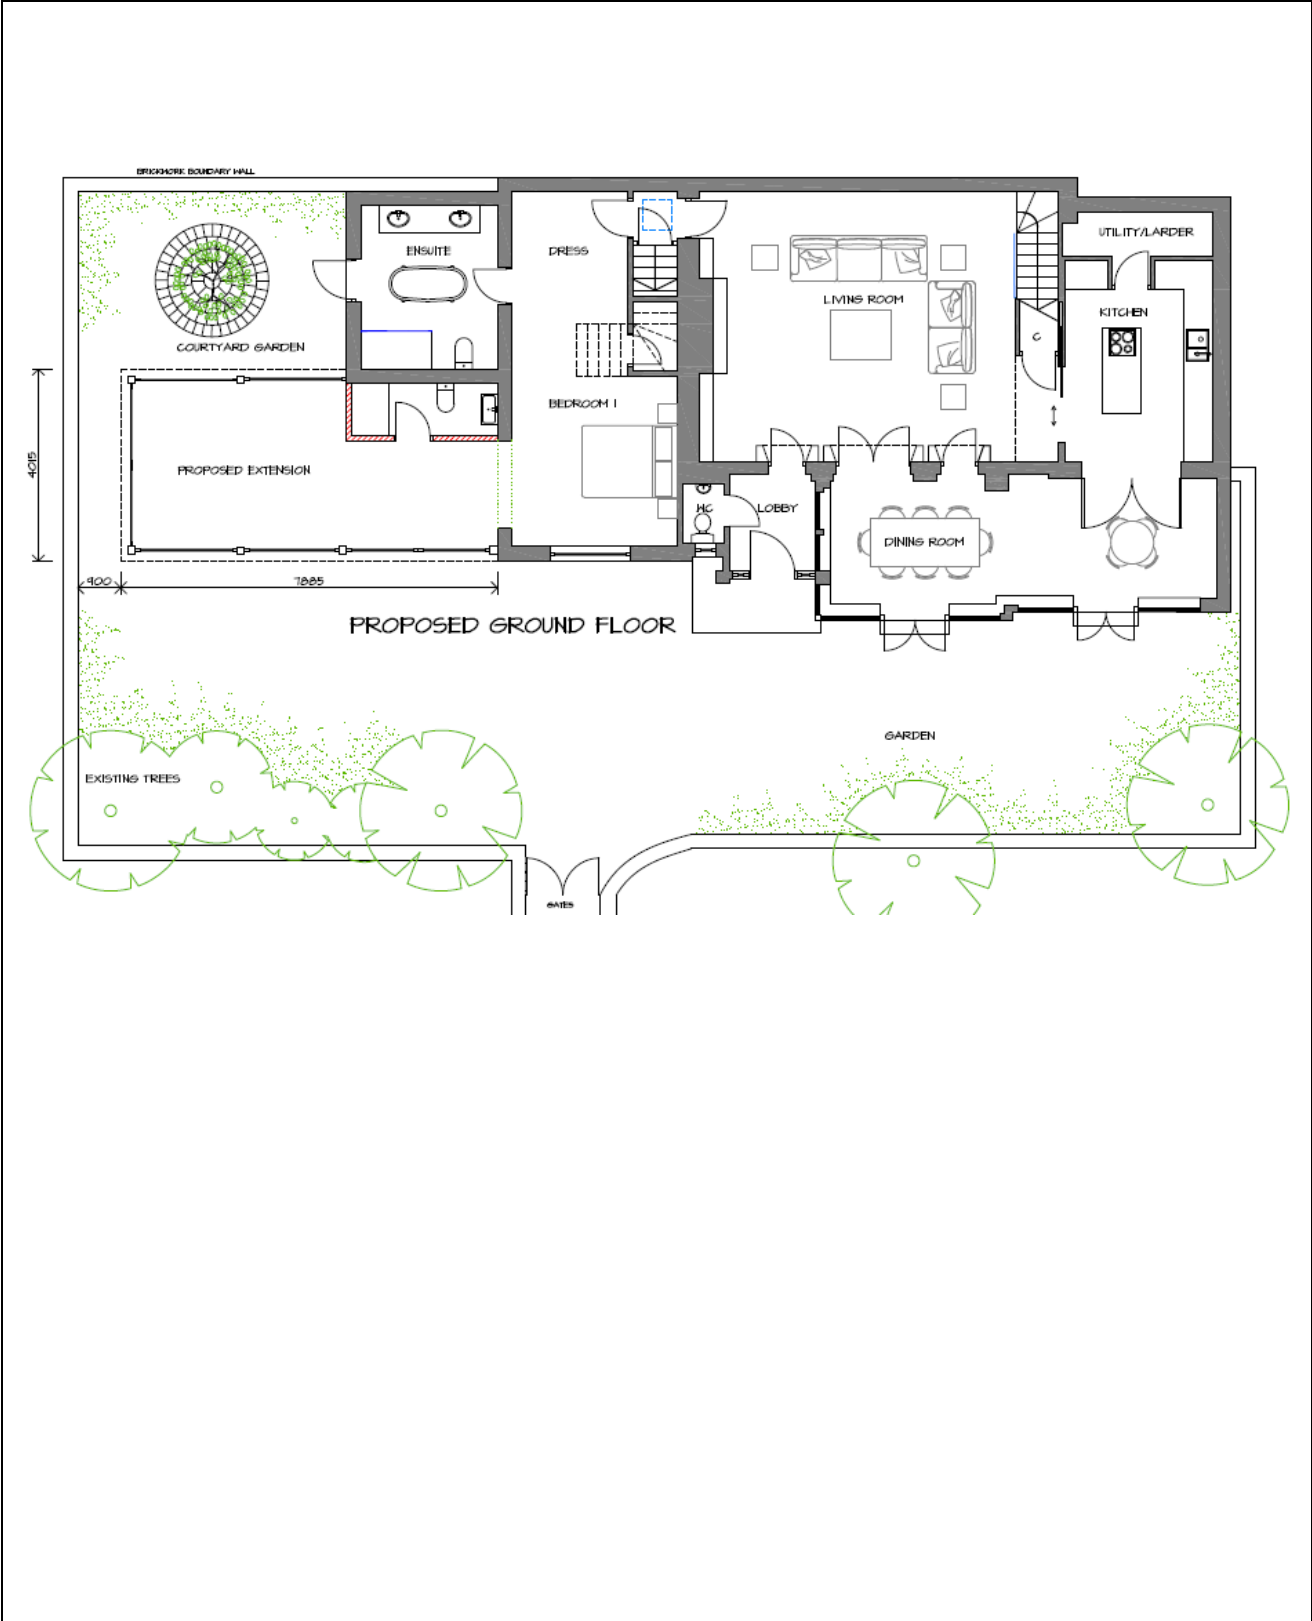 BRICKWORK BOUNDARY WALL
UTILITY/LARDER
ENSUITE
DRESS
LIVING ROOM
KITCHEN
C
COURTYARD GARDEN
BEDROOM 1
4015
PROPOSED EXTENSION
WC
LOBBY
DINING ROOM
900
7885
PROPOSED GROUND FLOOR
GARDEN
EXISTING TREES
GATES